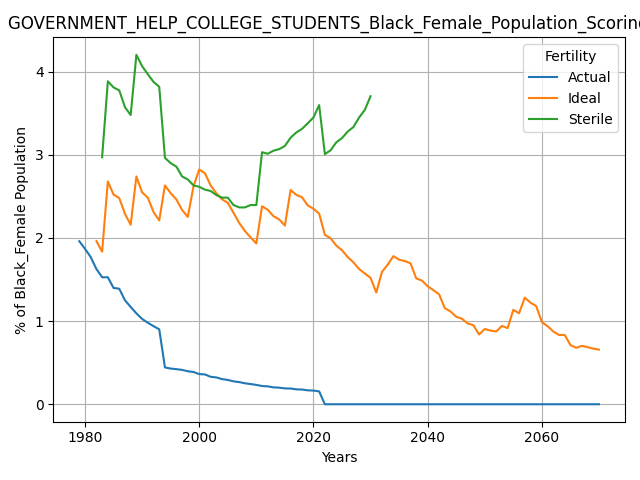 GOVERNMENT_HELP_COLLEGE_STUDENTS_Black_Female_Population_Scoring
Fertility
Actual
Ideal
Sterile
% of Black_Female Population
4
3
2
1
0
1980 2000 2020 2040 2060
Years